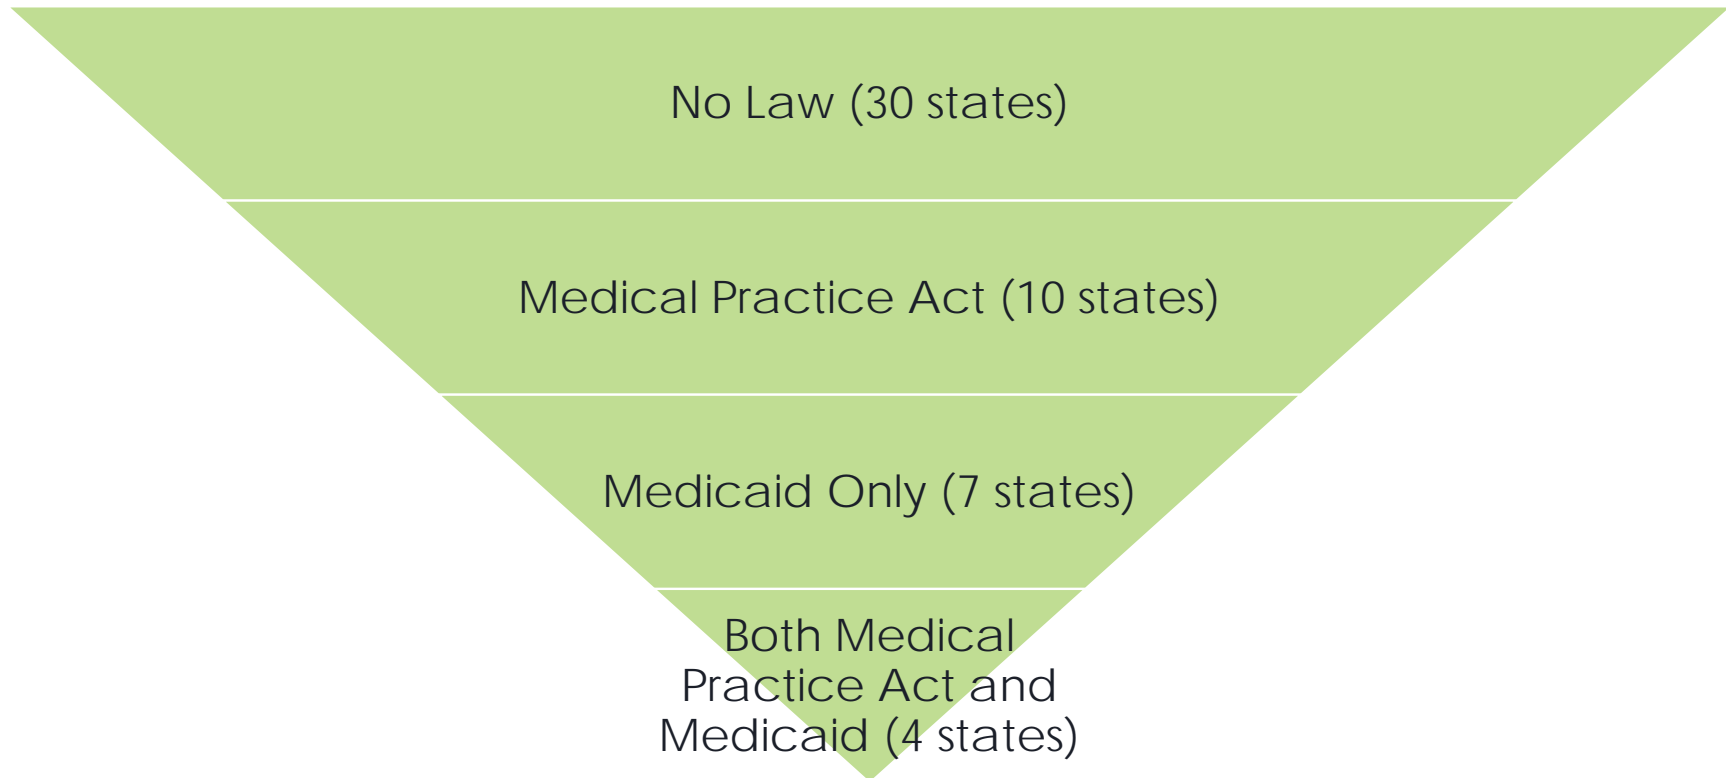 No Law (30 states)
Medical Practice Act (10 states)
Medicaid Only (7 states)
Both Medical
Practice Act and
Medicaid (4 states)